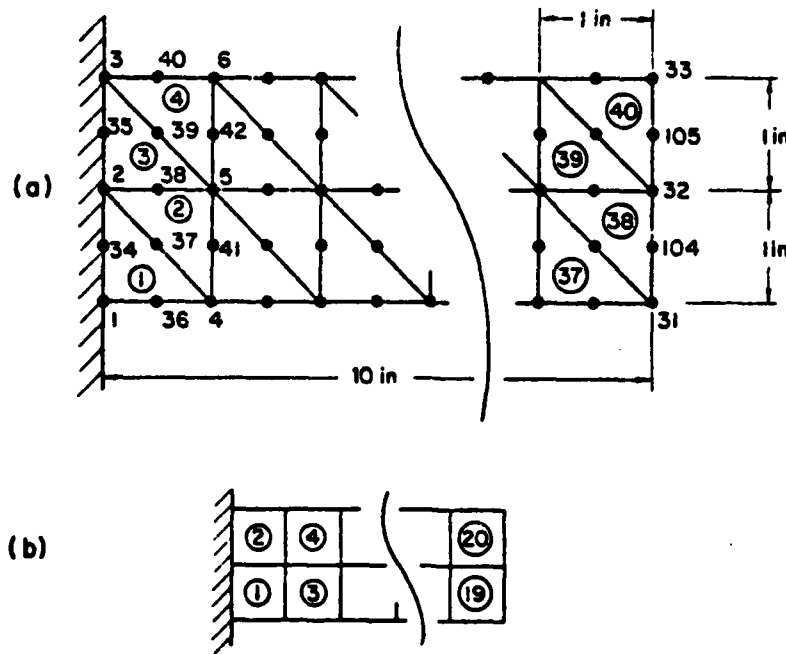 1 in
3 40 6 33
④ ㊵
35 39 42 105 1 in
③ ㊴
(a) 2 38 5 32
② ㊳
34 37 41 104 1 in
① ㊲
1 36 4 31
10 in
(b) ② ④ ⑳
① ③ ⑲